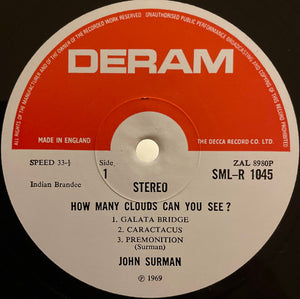 ALL RIGHTS OF THE MANUFACTURER AND OF THE OWNER OF THE RECORDED WORK RESERVED UNAUTHORISED PUBLIC PERFORMANCE BROADCASTING AND COPYING OF THIS RECORD PROHIBITED
DERAM
MADE IN ENGLAND
THE DECCA RECORD CO. LTD.
SPEED 33⅓
Side
1
ZAL 8980P
Indian Brandee
STEREO
SML-R 1045
HOW MANY CLOUDS CAN YOU SEE?
1. GALATA BRIDGE
2. CARACTACUS
3. PREMONITION
(Surman)
JOHN SURMAN
Ⓟ 1969